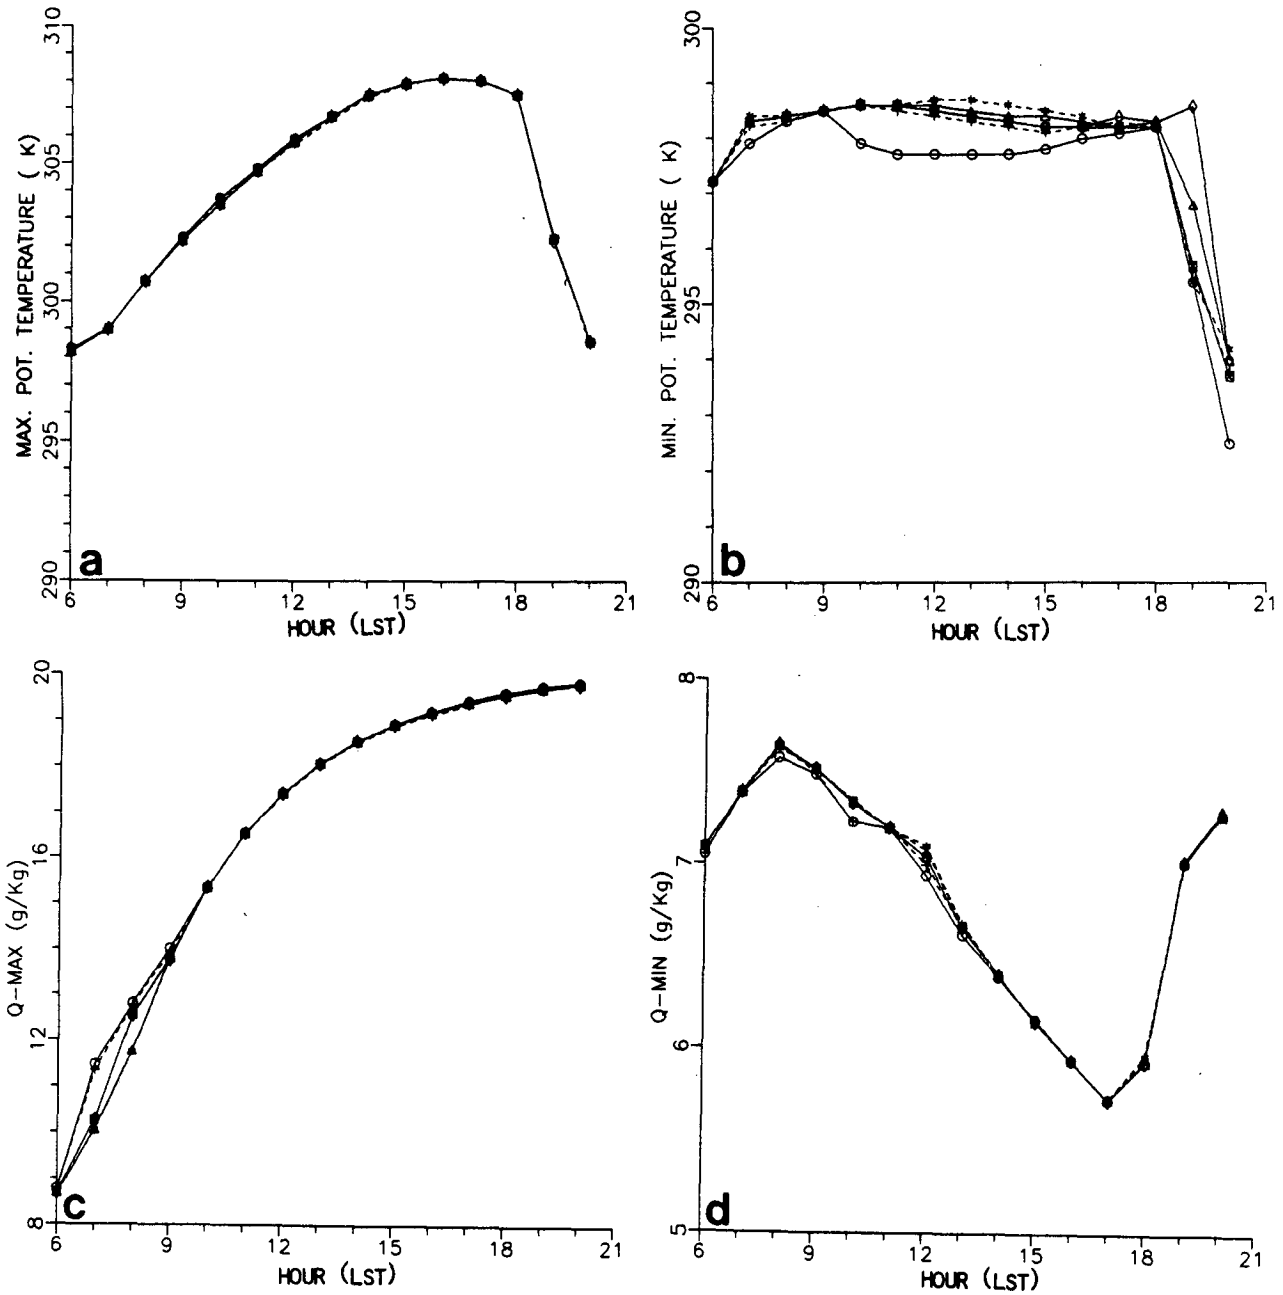 310
305
300
295
290
MAX. POT. TEMPERATURE ( K)
a
6 9 12 15 18 21
HOUR (LST)
300
295
290
MIN. POT. TEMPERATURE ( K)
b
6 9 12 15 18 21
HOUR (LST)
20
16
12
8
Q-MAX (g/Kg)
c
6 9 12 15 18 21
HOUR (LST)
8
7
6
5
Q-MIN (g/Kg)
d
6 9 12 15 18 21
HOUR (LST)